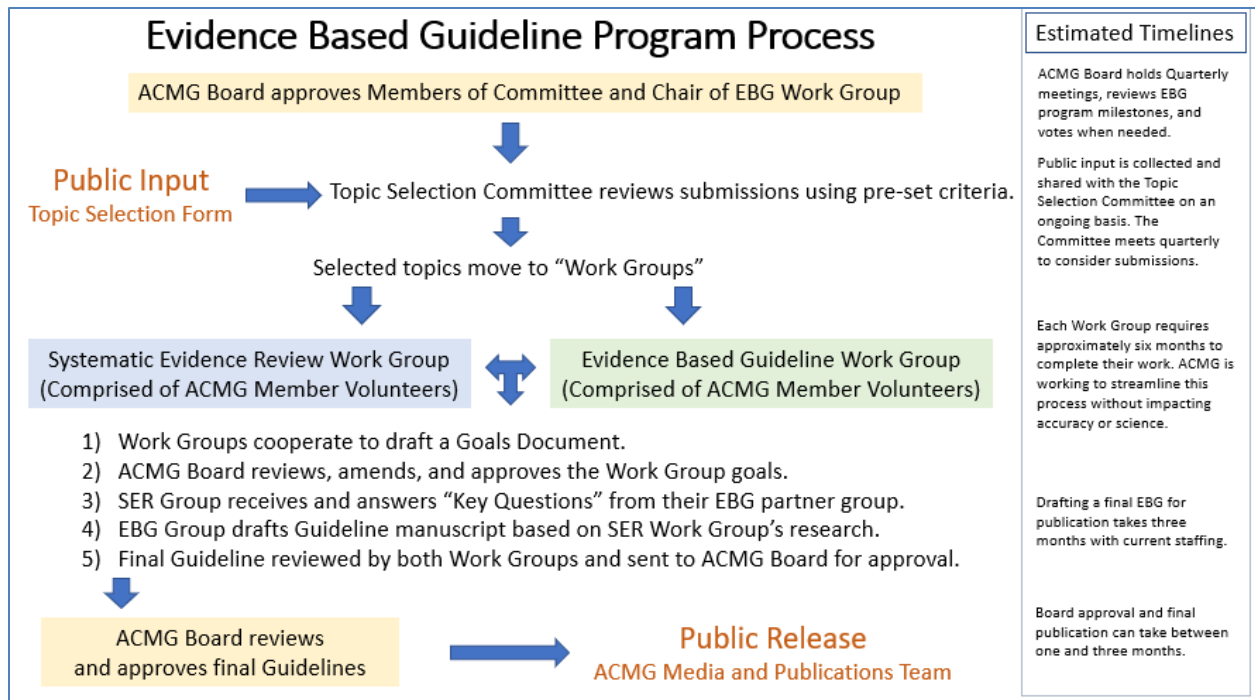 Evidence Based Guideline Program Process
ACMG Board approves Members of Committee and Chair of EBG Work Group
Public Input
Topic Selection Form
Topic Selection Committee reviews submissions using pre-set criteria.
Selected topics move to “Work Groups”
Systematic Evidence Review Work Group
(Comprised of ACMG Member Volunteers)
Evidence Based Guideline Work Group
(Comprised of ACMG Member Volunteers)
1) Work Groups cooperate to draft a Goals Document.
2) ACMG Board reviews, amends, and approves the Work Group goals.
3) SER Group receives and answers “Key Questions” from their EBG partner group.
4) EBG Group drafts Guideline manuscript based on SER Work Group’s research.
5) Final Guideline reviewed by both Work Groups and sent to ACMG Board for approval.
ACMG Board reviews
and approves final Guidelines
Public Release
ACMG Media and Publications Team
Estimated Timelines
ACMG Board holds Quarterly
meetings, reviews EBG
program milestones, and
votes when needed.
Public input is collected and
shared with the Topic
Selection Committee on an
ongoing basis. The
Committee meets quarterly
to consider submissions.
Each Work Group requires
approximately six months to
complete their work. ACMG is
working to streamline this
process without impacting
accuracy or science.
Drafting a final EBG for
publication takes three
months with current staffing.
Board approval and final
publication can take between
one and three months.